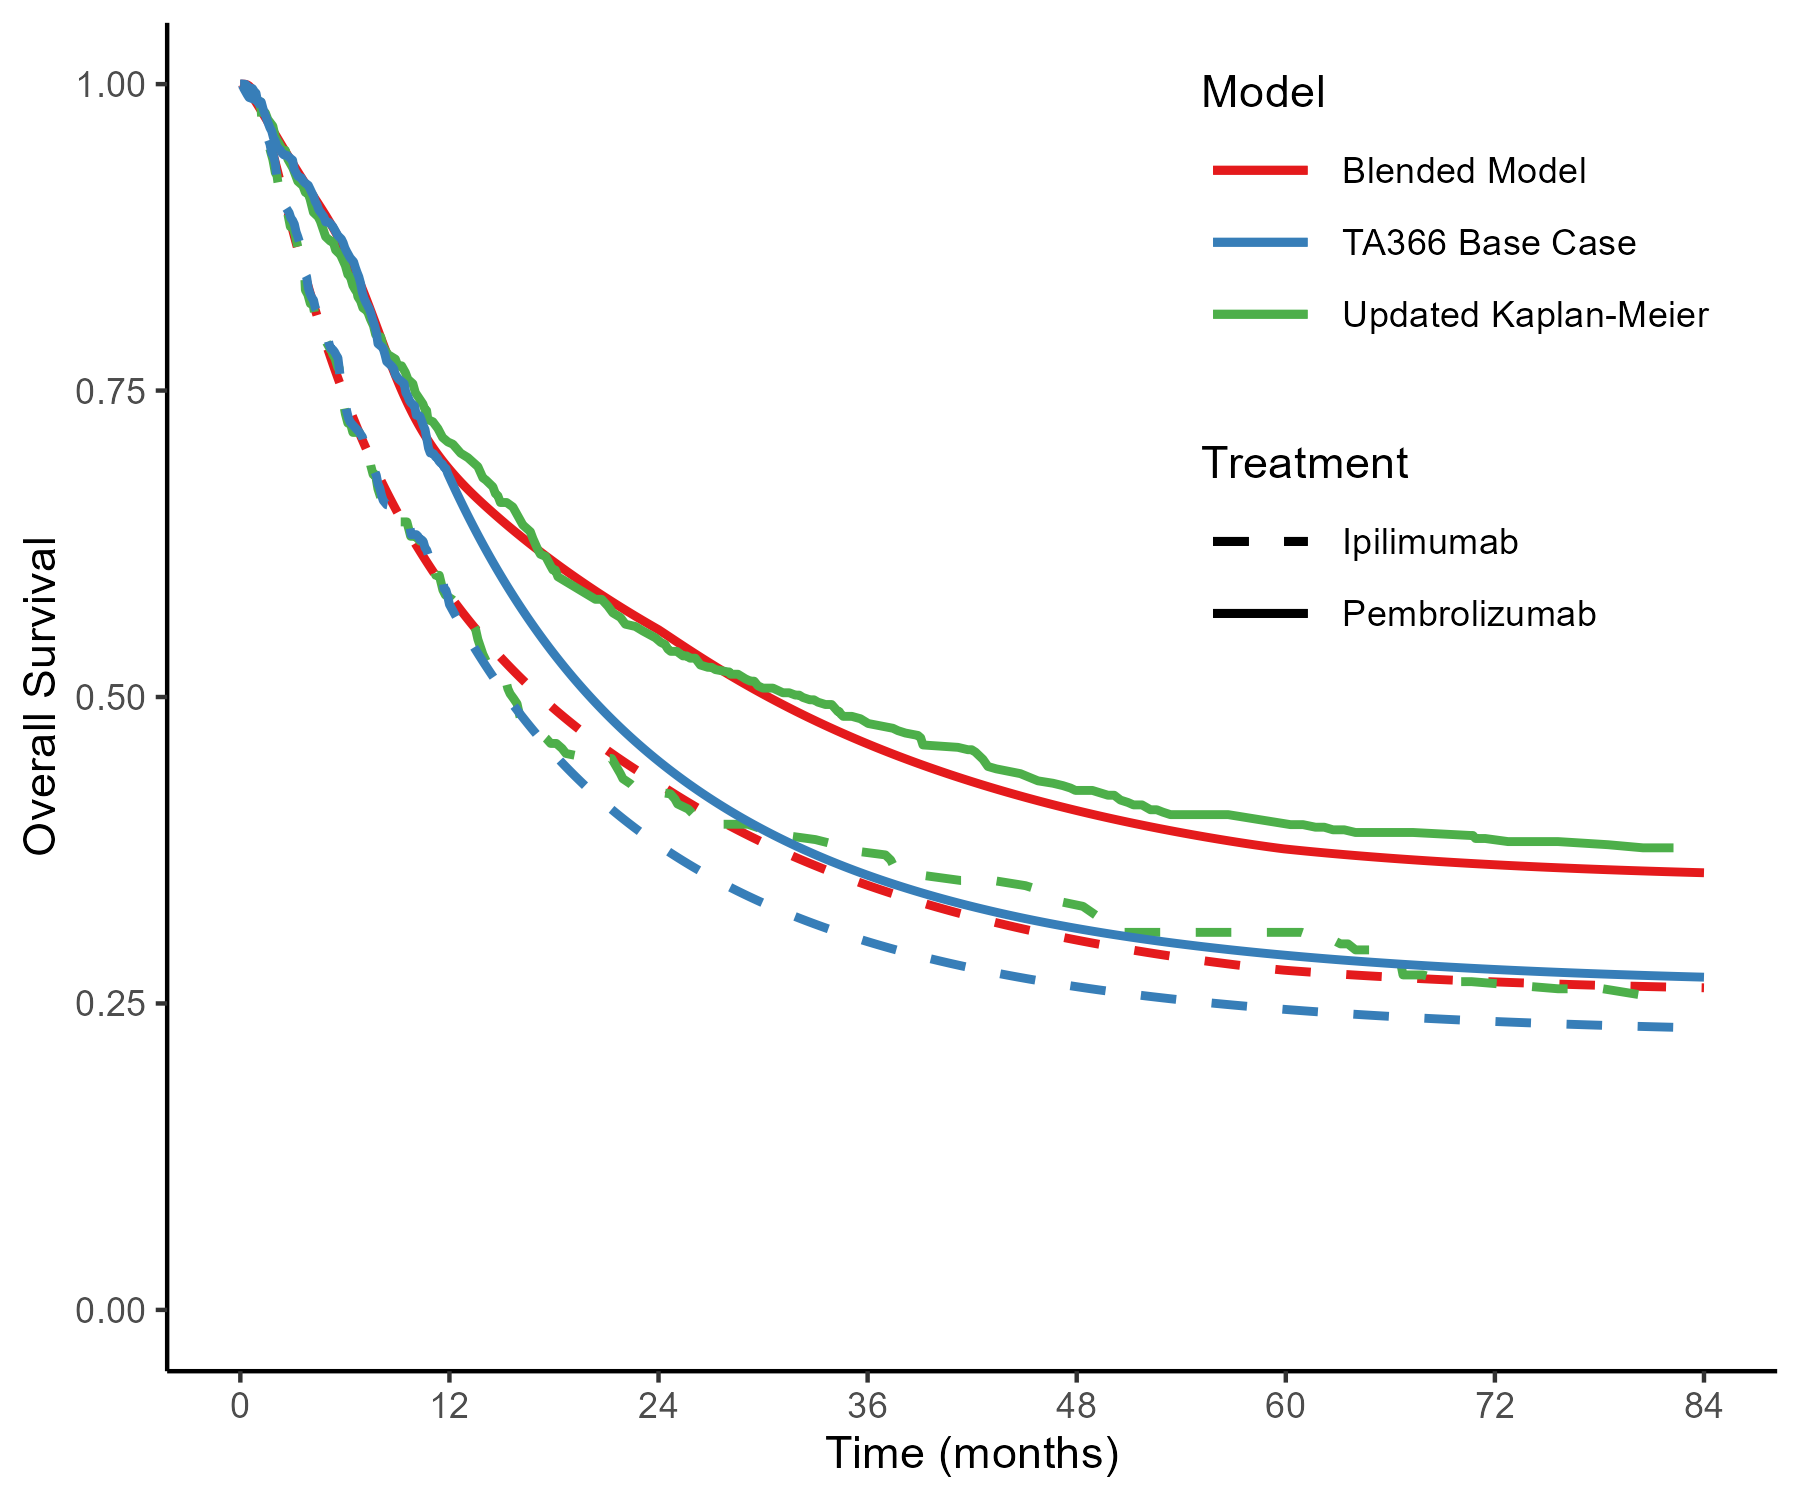 1.00
0.75
0.50
0.25
0.00
Overall Survival
Model
Blended Model
TA366 Base Case
Updated Kaplan-Meier
Treatment
Ipilimumab
Pembrolizumab
0 12 24 36 48 60 72 84
Time (months)